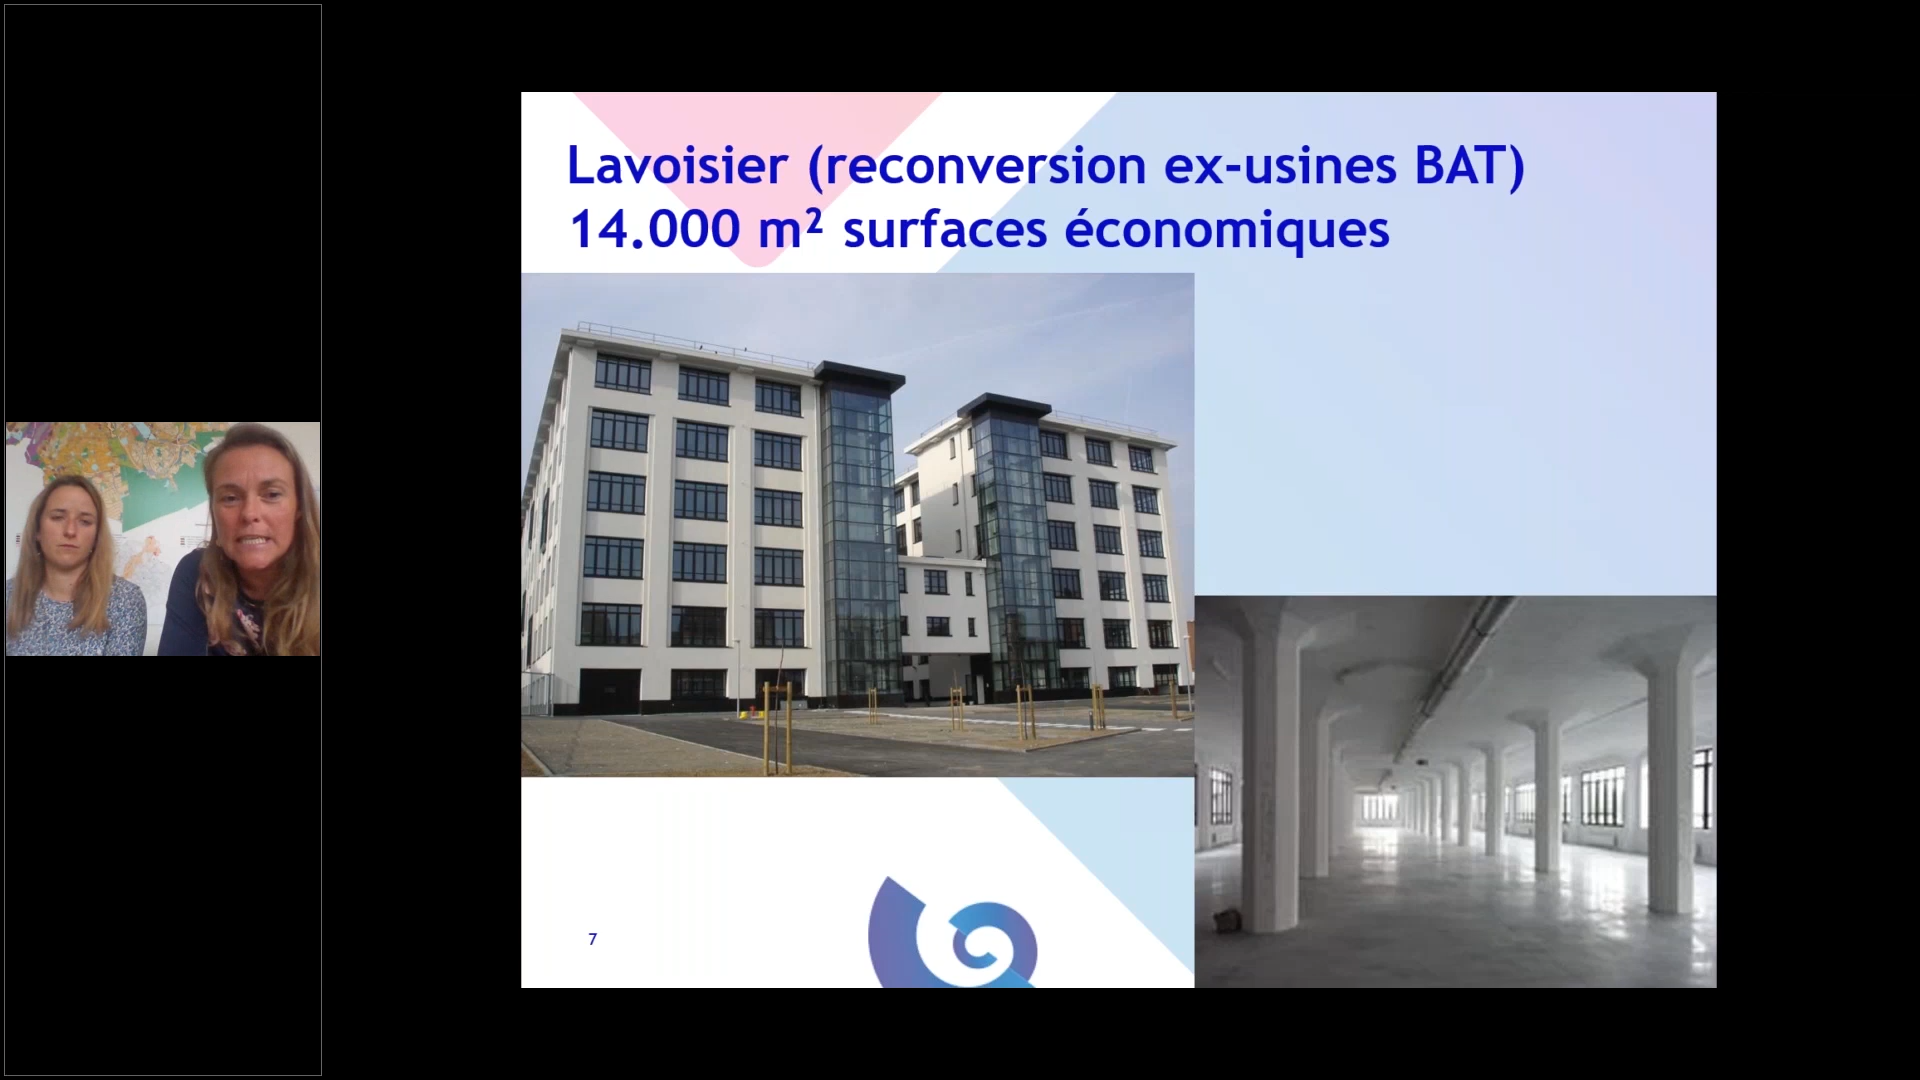 Lavoisier (reconversion ex-usines BAT)
14.000 m² surfaces économiques
7